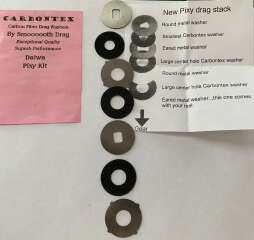 CARBONTEX
Carbon Fiber Drag Washers
By Smooooooth Drag
Exceptional Quality
Superb Performance
Daiwa
Pixy Kit
New Pixy drag stack
Round metal washer
Smallest Carbontex washer
Eared metal washer
Large center hole Carbontex washer
Round metal washer
Large center hole Carbontex washer
Eared metal washer...this one comes
with your reel.
Gear